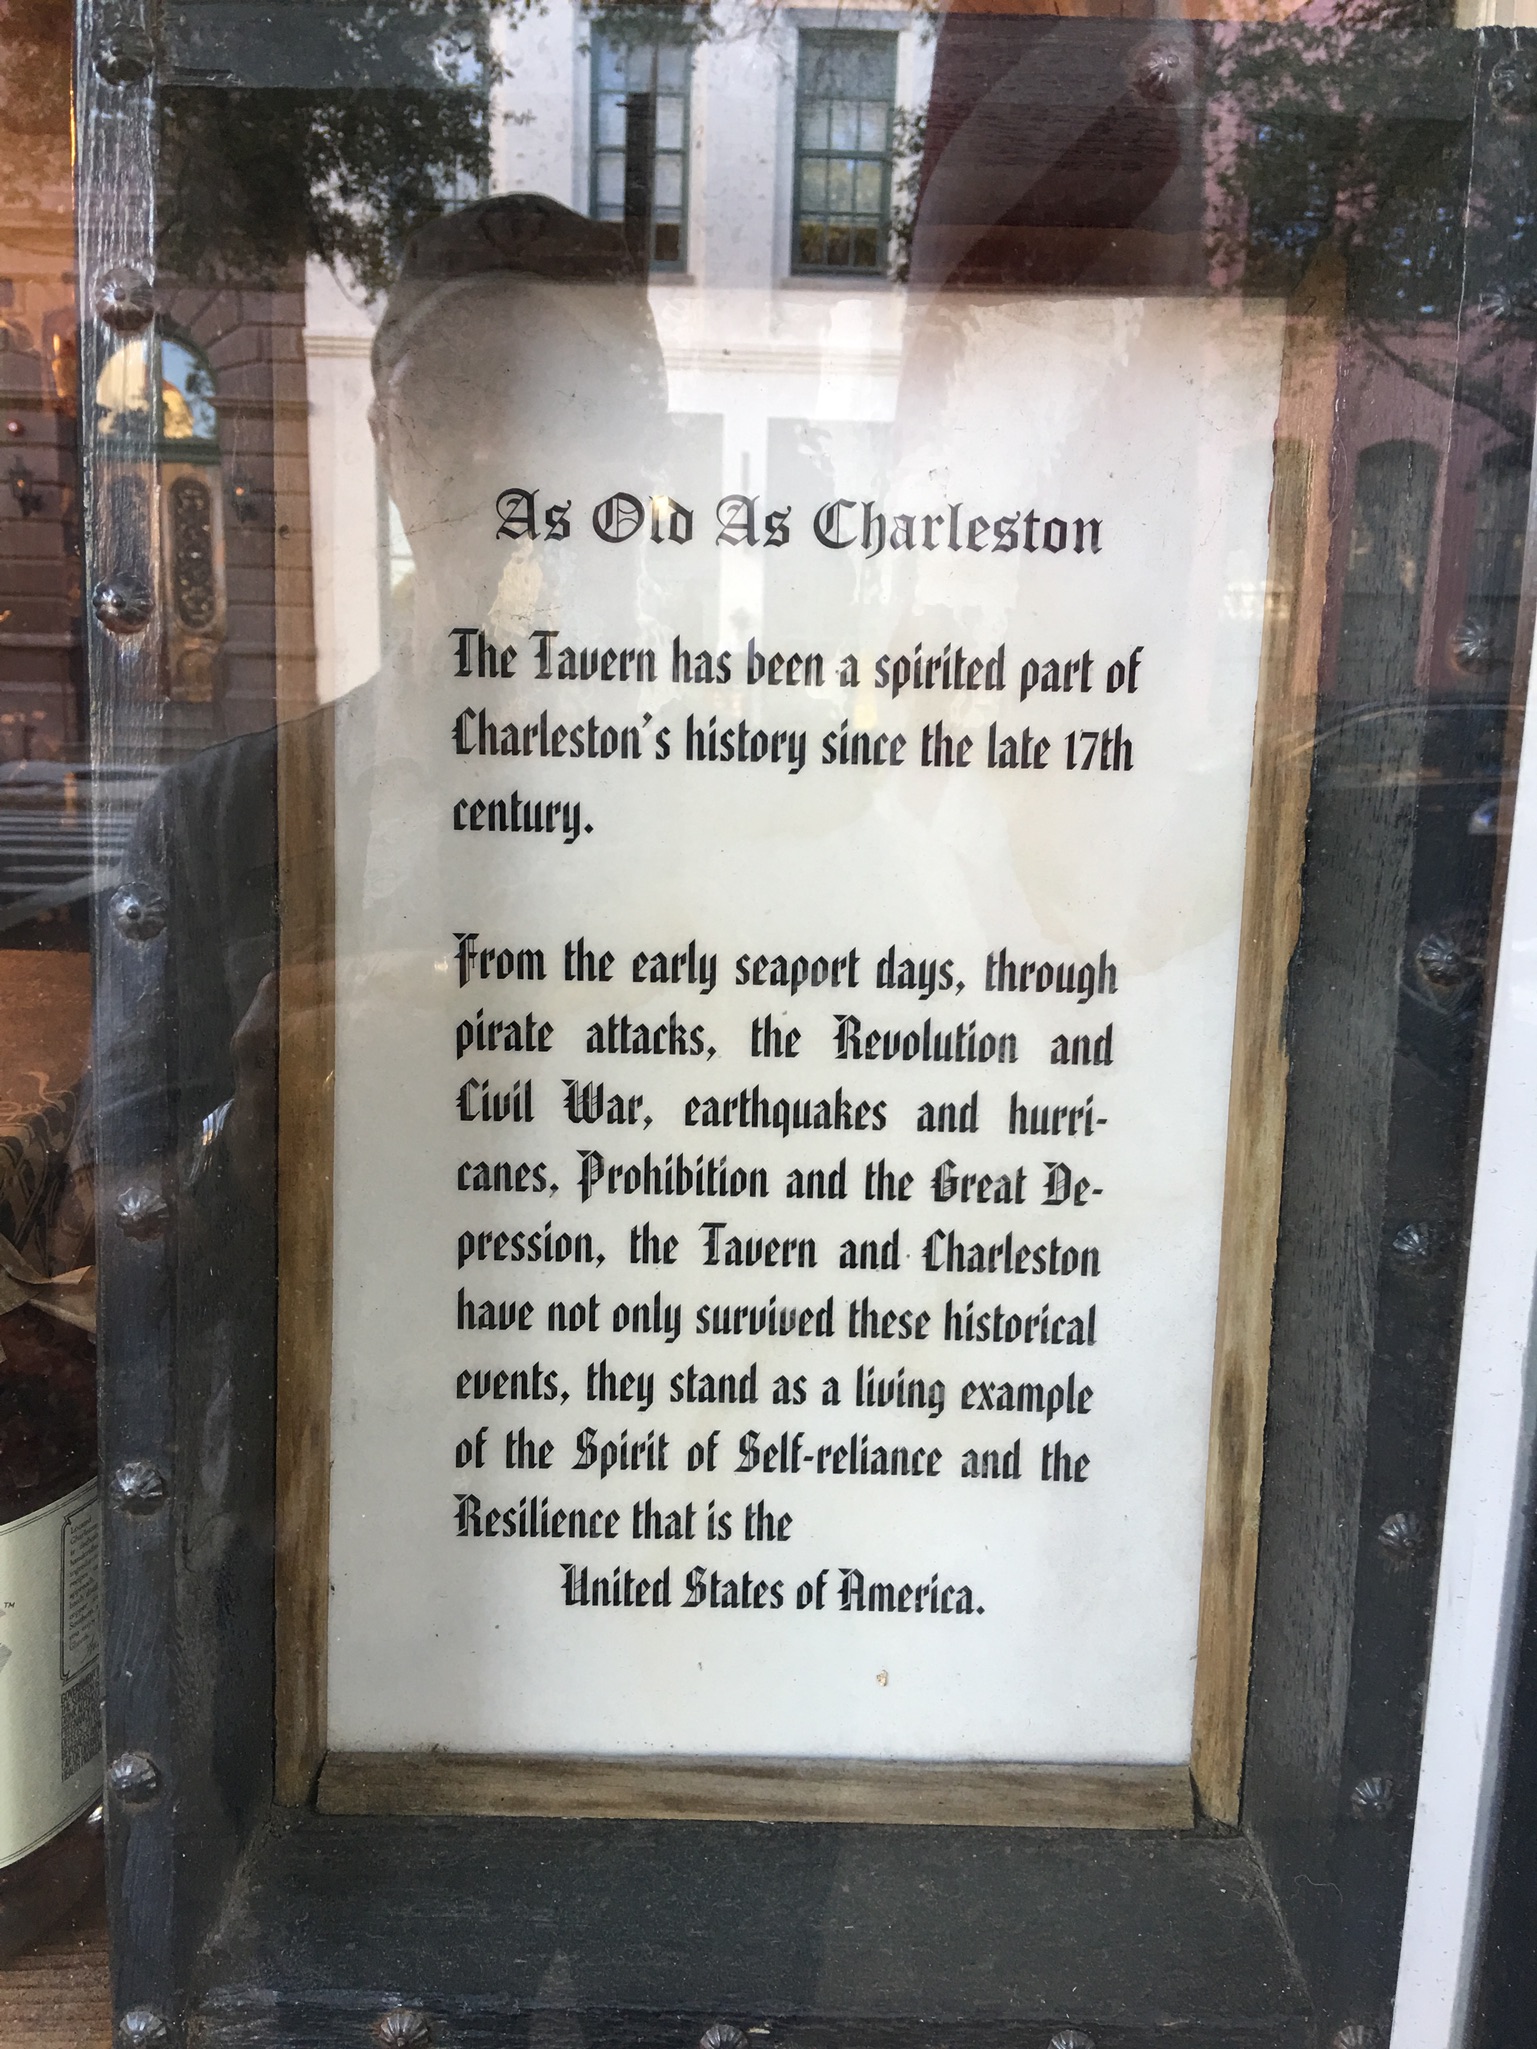 As Old As Charleston
The Tavern has been a spirited part of
Charleston's history since the late 17th
century.
From the early seaport days, through
pirate attacks, the Revolution and
Civil War, earthquakes and hurri-
canes, Prohibition and the Great De-
pression, the Tavern and Charleston
have not only survived these historical
events, they stand as a living example
of the Spirit of Self-reliance and the
Resilience that is the
United States of America.
TM